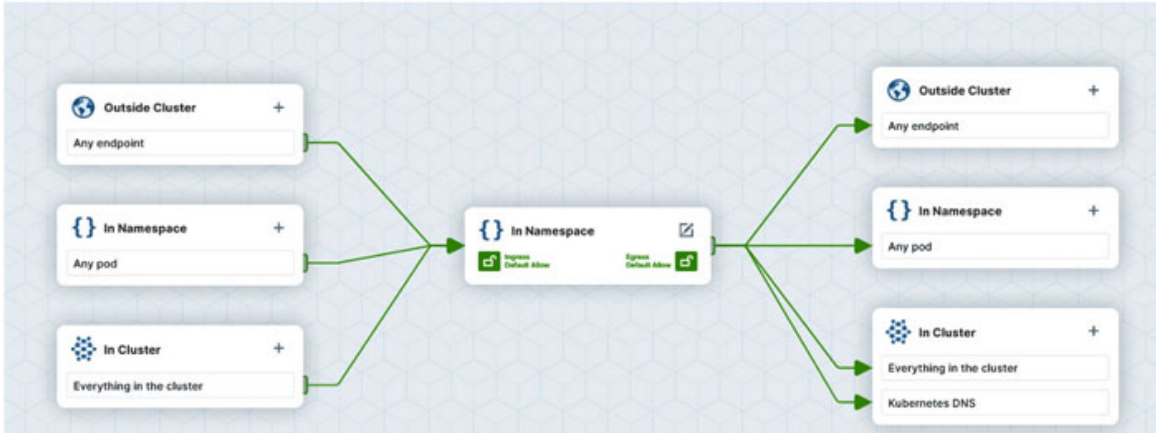 Outside Cluster +
Any endpoint
{} In Namespace +
Any pod
In Cluster +
Everything in the cluster
{} In Namespace
Ingress
Default Allow
Egress
Default Allow
Outside Cluster +
Any endpoint
{} In Namespace +
Any pod
In Cluster +
Everything in the cluster
Kubernetes DNS